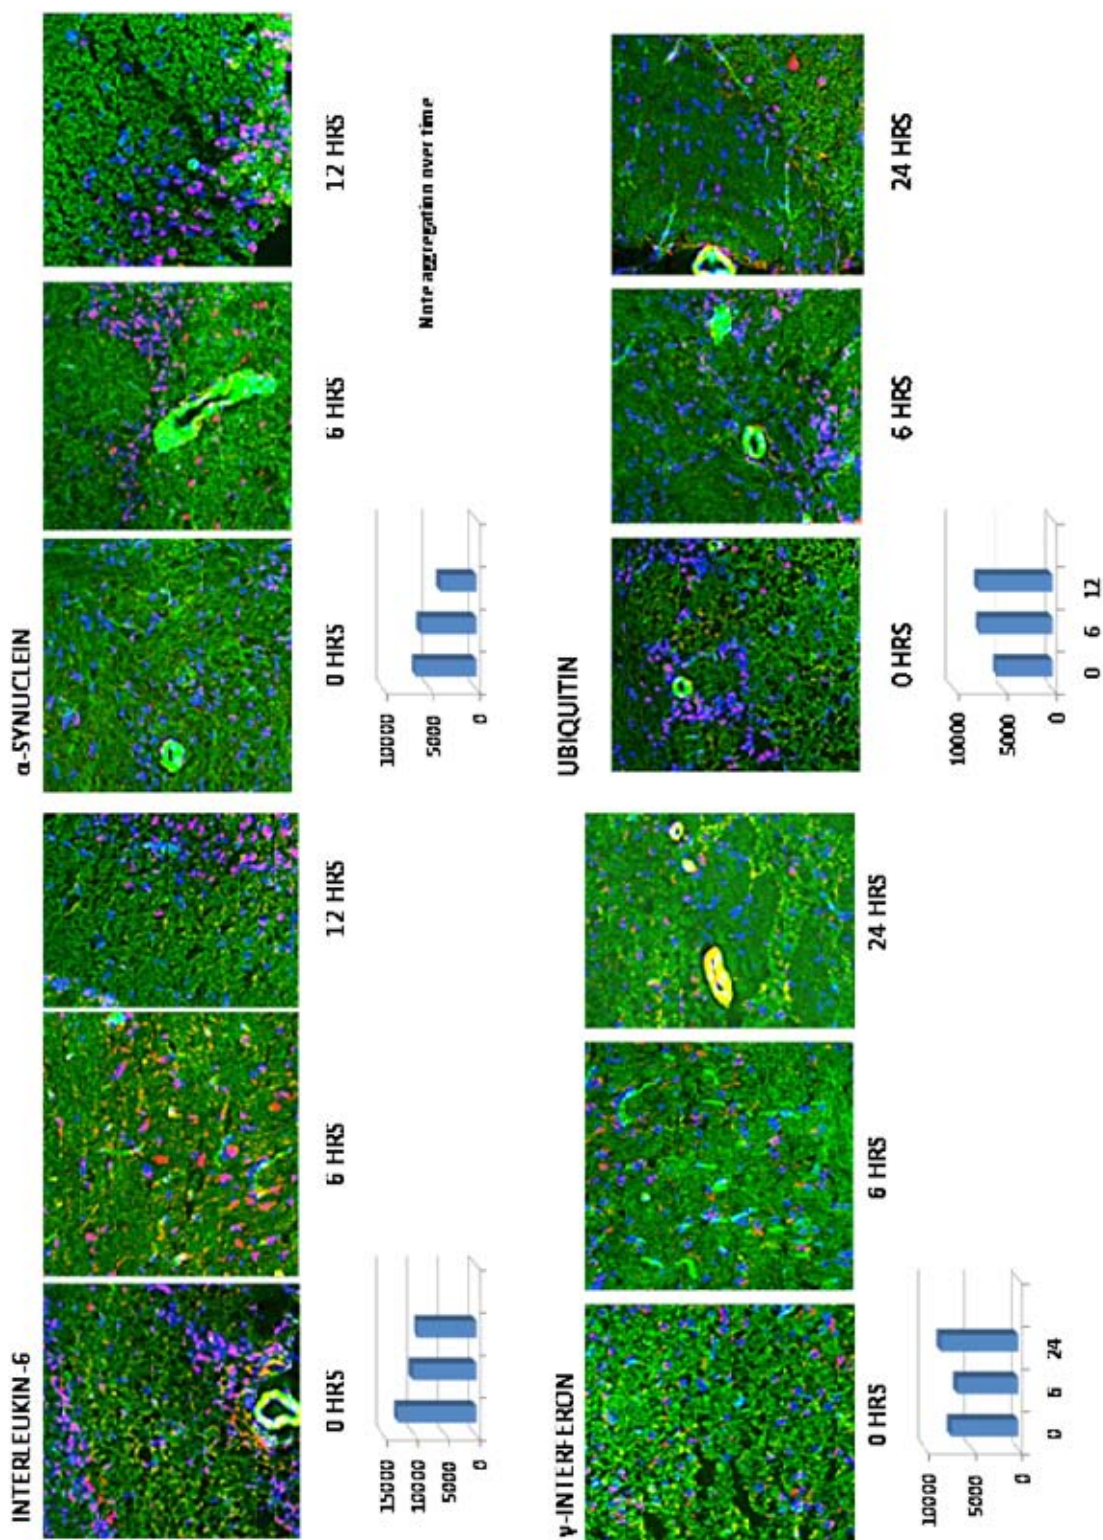 INTERLEUKIN-6
0 HRS
6 HRS
12 HRS
15000
10000
5000
0
α-SYNUCLEIN
0 HRS
6 HRS
12 HRS
10000
5000
0
Note aggregation over time
γ-INTERFERON
0 HRS
6 HRS
24 HRS
10000
5000
0
0 6 24
UBIQUITIN
0 HRS
6 HRS
24 HRS
10000
5000
0
0 6 12